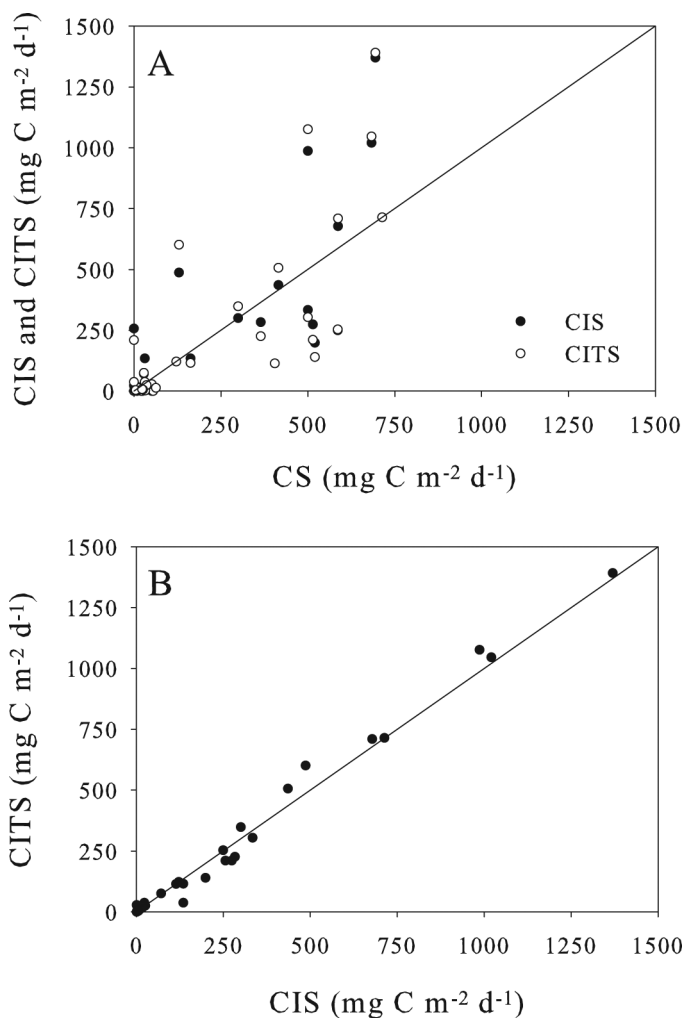 A
CIS and CITS (mg C m-2 d-1)
1500
1250
1000
750
500
250
0
CIS
CITS
0 250 500 750 1000 1250 1500
CS (mg C m-2 d-1)
B
CITS (mg C m-2 d-1)
1500
1250
1000
750
500
250
0
0 250 500 750 1000 1250 1500
CIS (mg C m-2 d-1)